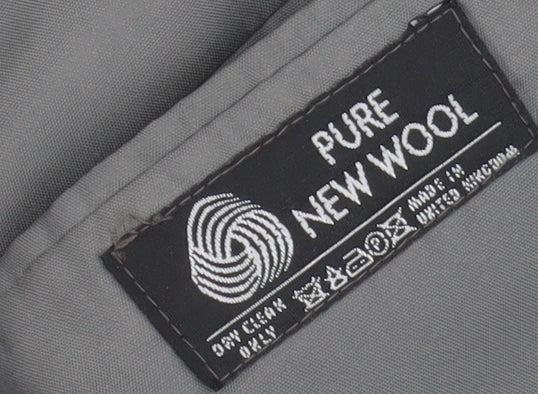 PURE
NEW WOOL
DRY CLEAN
ONLY
P
MADE IN
UNITED KINGDOM